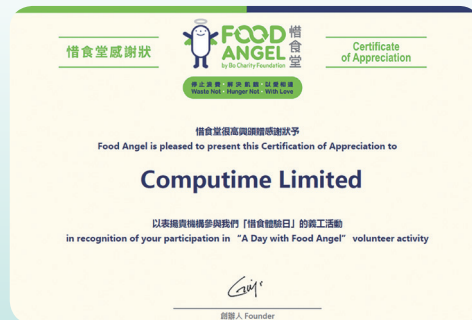 惜食堂感謝狀
FOOD ANGEL
惜食堂
by Bo Charity Foundation
停止浪費 · 解決飢餓 · 以愛相連
Waste Not · Hunger Not · With Love
Certificate
of Appreciation
惜食堂很高興頒贈感謝狀予
Food Angel is pleased to present this Certification of Appreciation to
Computime Limited
以表揚貴機構參與我們「惜食體驗日」的義工活動
in recognition of your participation in “A Day with Food Angel” volunteer activity
創辦人 Founder